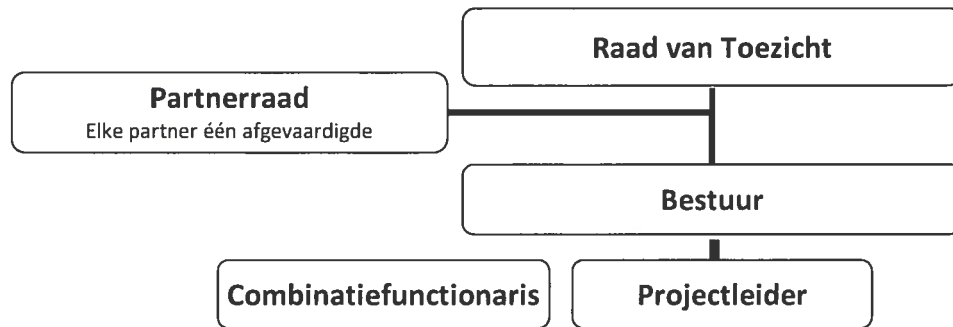 Raad van Toezicht
Partnerraad
Elke partner één afgevaardigde
Bestuur
Combinatiefunctionaris
Projectleider